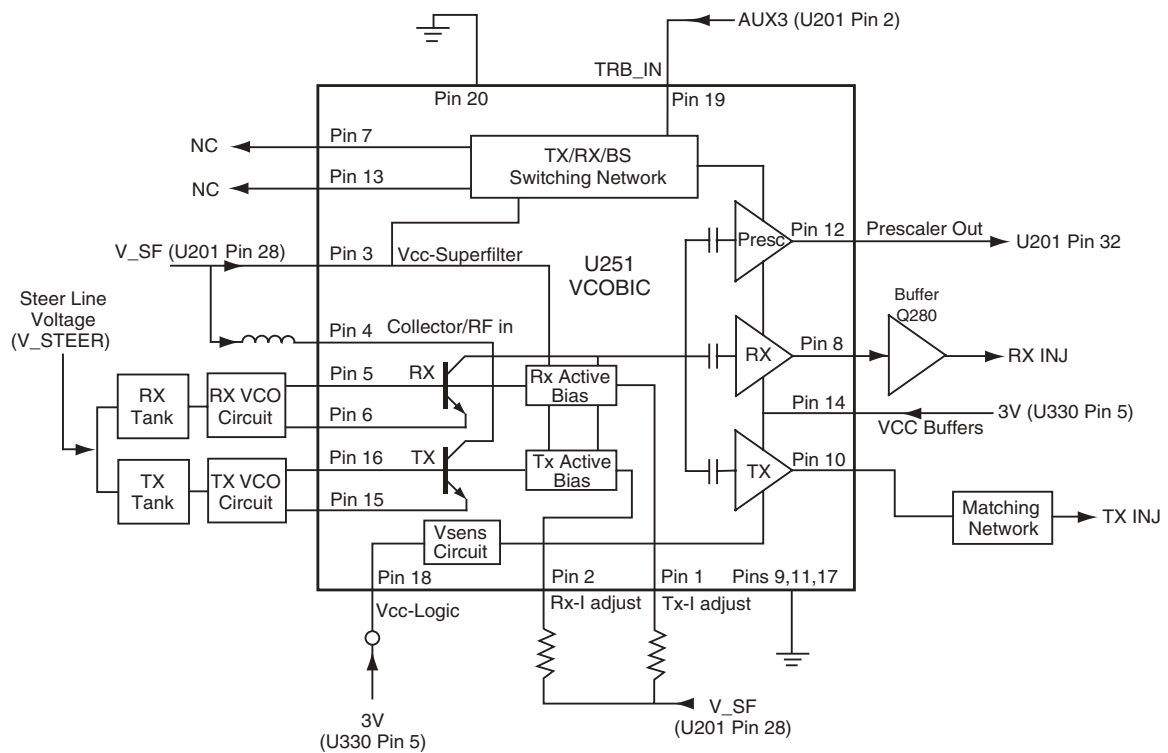 AUX3 (U201 Pin 2)
TRB_IN
Pin 20
Pin 19
NC
Pin 7
TX/RX/BS
Switching Network
NC
Pin 13
Presc
Pin 12
Prescaler Out
U201 Pin 32
V_SF (U201 Pin 28)
Pin 3
Vcc-Superfilter
U251
VCOBIC
Steer Line
Voltage
(V_STEER)
Pin 4
Collector/RF in
Buffer
Q280
RX
Pin 8
RX INJ
RX
Tank
RX VCO
Circuit
Pin 5
RX
Rx Active
Bias
Pin 6
Pin 14
VCC Buffers
3V (U330 Pin 5)
TX
Tank
TX VCO
Circuit
Pin 16
TX
Tx Active
Bias
Pin 15
TX
Pin 10
Matching
Network
TX INJ
Vsens
Circuit
Pin 18
Pin 2
Pin 1
Pins 9,11,17
Vcc-Logic
Rx-I adjust
Tx-I adjust
3V
(U330 Pin 5)
V_SF
(U201 Pin 28)